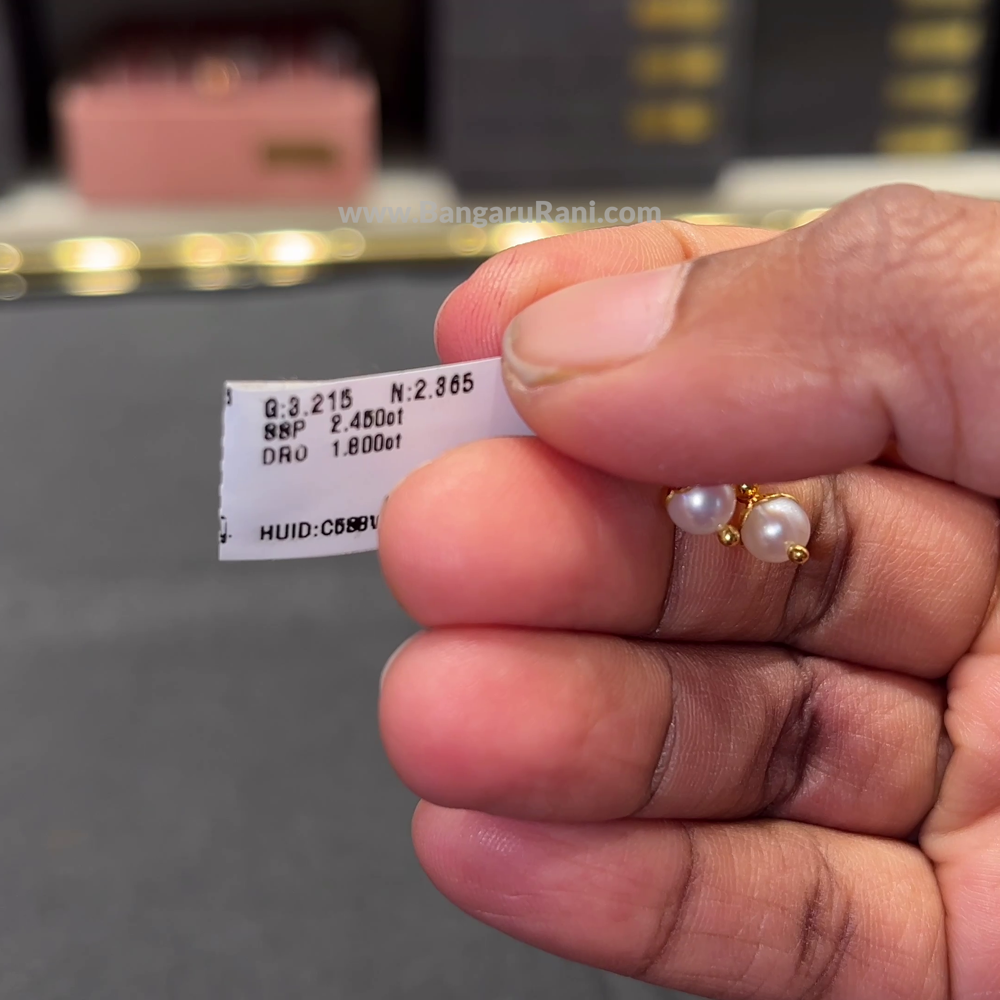 www.BangaruRani.com
G:3.215 N:2.365
SSP 2.450ct
DRO 1.800ct